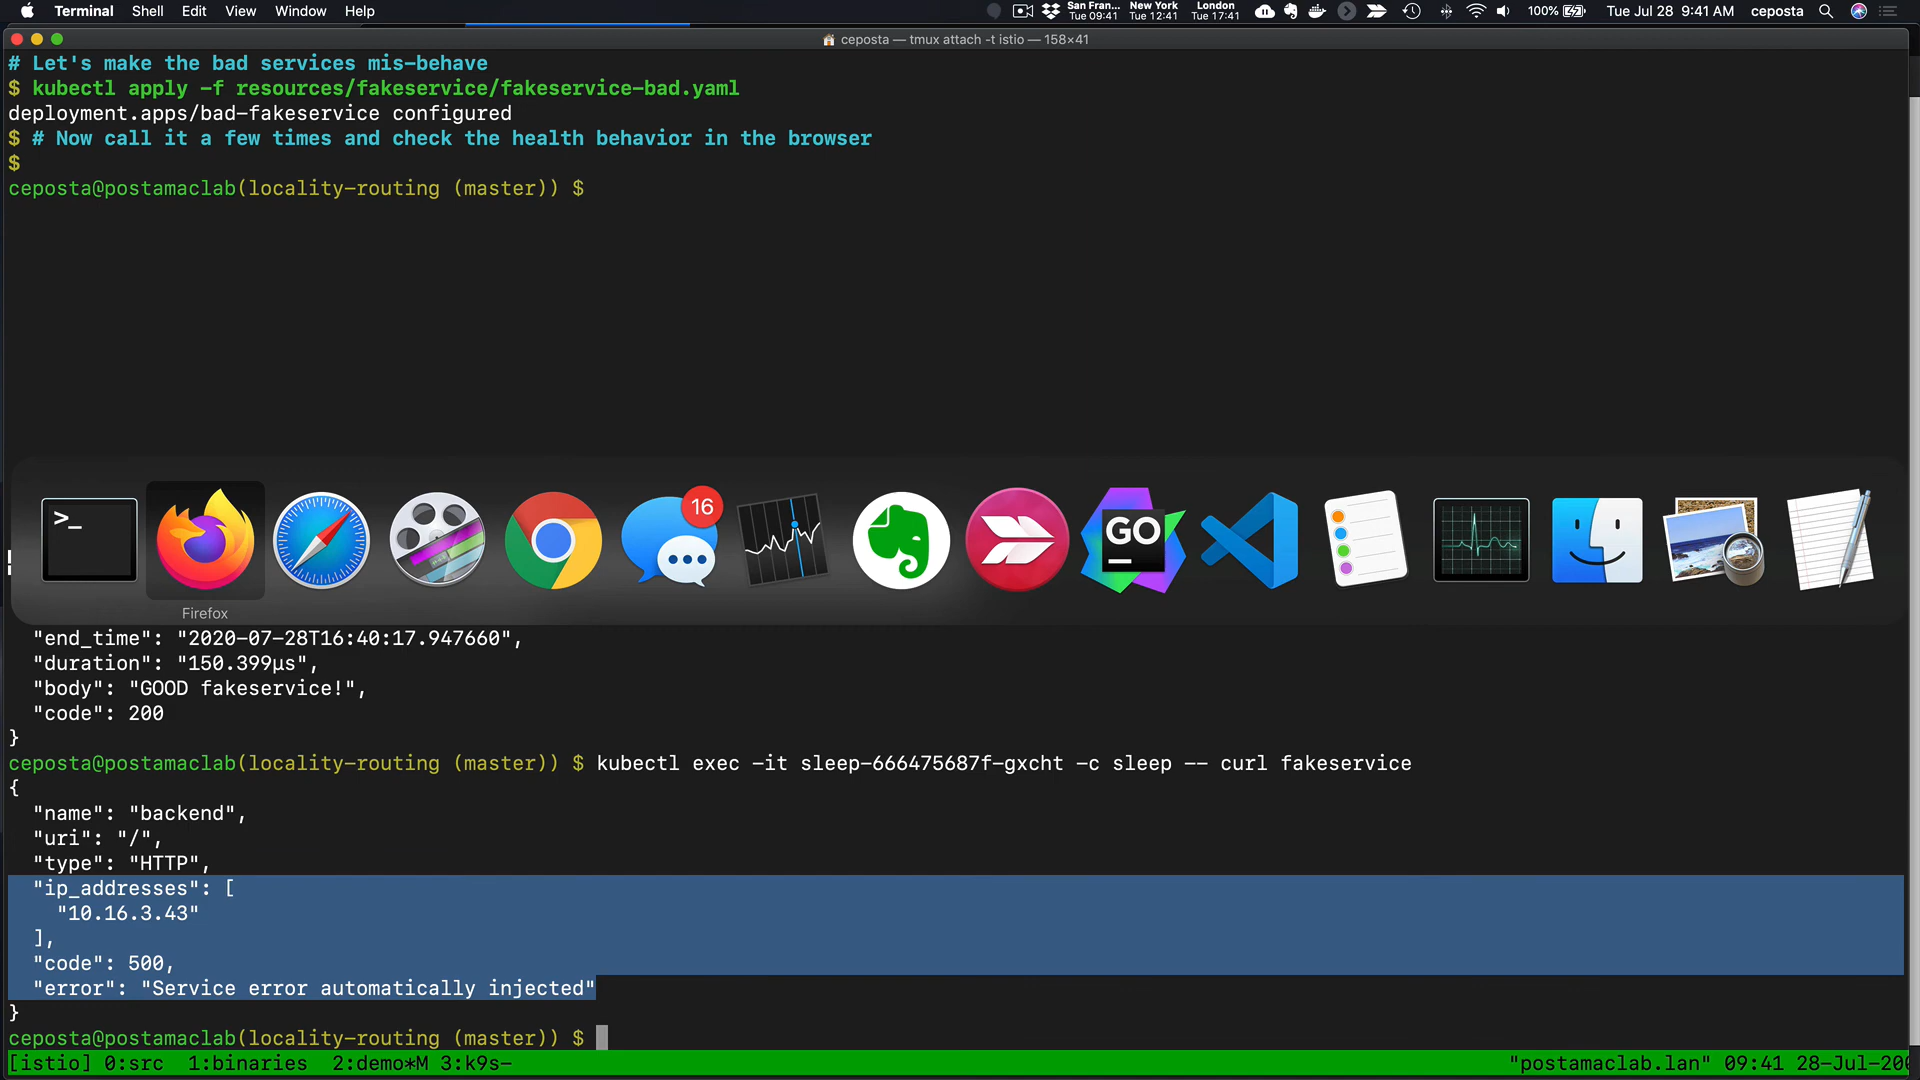 Terminal Shell Edit View Window Help San Fran... Tue 09:41 New York Tue 12:41 London Tue 17:41 100% Tue Jul 28 9:41 AM ceposta
ceposta — tmux attach -t istio — 158×41
# Let's make the bad services mis-behave
$ kubectl apply -f resources/fakeservice/fakeservice-bad.yaml
deployment.apps/bad-fakeservice configured
$ # Now call it a few times and check the health behavior in the browser
$
ceposta@postamaclab(locality-routing (master)) $
>_
16
GO
Firefox
"end_time": "2020-07-28T16:40:17.947660",
"duration": "150.399µs",
"body": "GOOD fakeservice!",
"code": 200
}
ceposta@postamaclab(locality-routing (master)) $ kubectl exec -it sleep-666475687f-gxcht -c sleep -- curl fakeservice
{
"name": "backend",
"uri": "/",
"type": "HTTP",
"ip_addresses": [
"10.16.3.43"
],
"code": 500,
"error": "Service error automatically injected"
}
ceposta@postamaclab(locality-routing (master)) $
[istio] 0:src 1:binaries 2:demo*M 3:k9s- "postamaclab.lan" 09:41 28-Jul-20